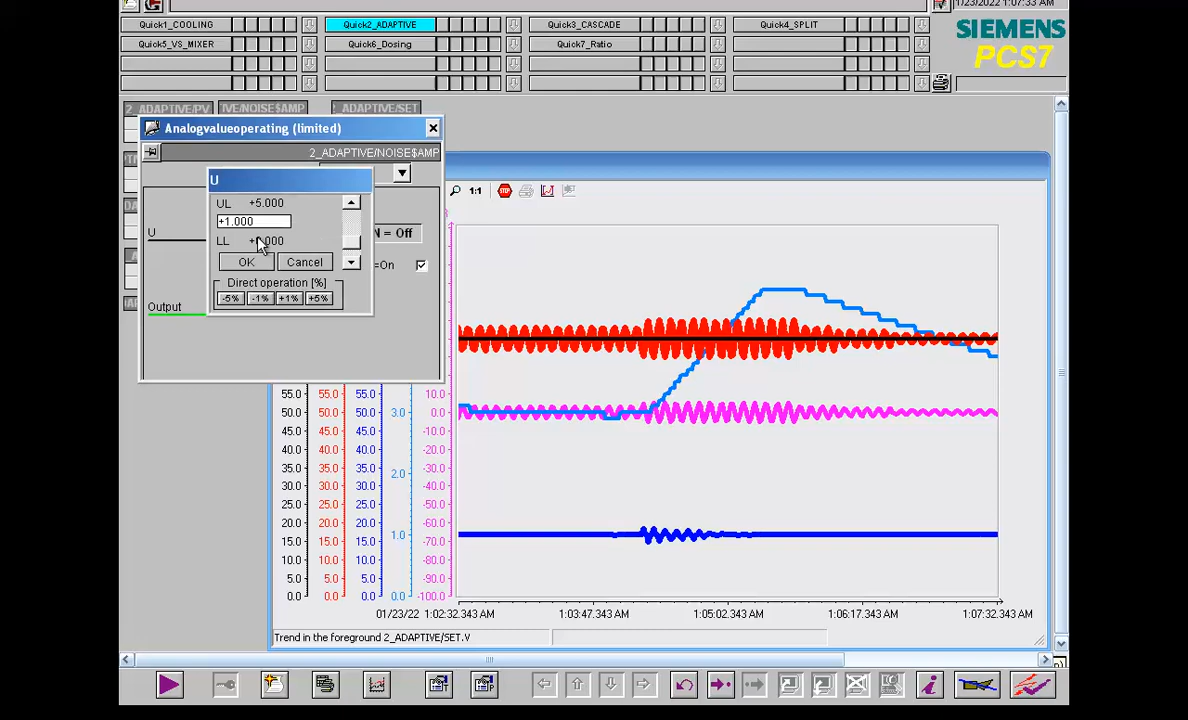 1/23/2022 1:07:33 AM
Quick1_COOLING
Quick2_ADAPTIVE
Quick3_CASCADE
Quick4_SPLIT
SIEMENS
Quick5_VS_MIXER
Quick6_Dosing
Quick7_Ratio
PCS7
2_ADAPTIVE/PV
IVE/NOISE$AMP
_ADAPTIVE/SET
Analogvalueoperating (limited)
2_ADAPTIVE/NOISE$AMP
U
1:1
STOP
UL +5.000
+1.000
U
N = Off
LL
OK Cancel
=On
Direct operation [%]
-5% -1% +1% +5%
Output
55.0 55.0 55.0 10.0
50.0 50.0 50.0 3.0 0.0
45.0 45.0 45.0 -10.0
40.0 40.0 40.0 -20.0
35.0 35.0 35.0 -30.0
30.0 30.0 30.0 2.0 -40.0
25.0 25.0 25.0 -50.0
20.0 20.0 20.0 -60.0
15.0 15.0 15.0 1.0 -70.0
10.0 10.0 10.0 -80.0
5.0 5.0 5.0 -90.0
0.0 0.0 0.0 0.0 -100.0
01/23/22 1:02:32.343 AM 1:03:47.343 AM 1:05:02.343 AM 1:06:17.343 AM 1:07:32.343 AM
Trend in the foreground 2_ADAPTIVE/SET.V